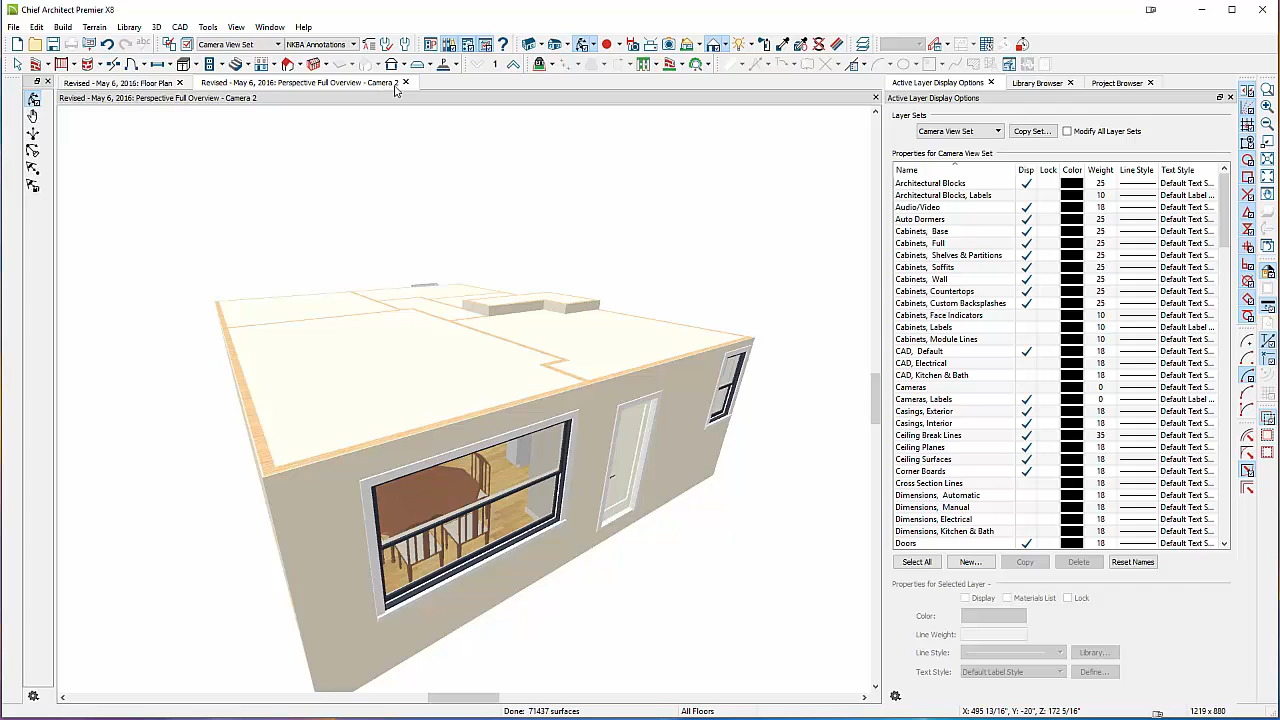 Chief Architect Premier X8
File Edit Build Terrain Library 3D CAD Tools View Window Help
Camera View Set NKBA Annotations
Revised - May 6, 2016: Floor Plan Revised - May 6, 2016: Perspective Full Overview - Camera 2 Active Layer Display Options Library Browser Project Browser
Revised - May 6, 2016: Perspective Full Overview - Camera 2 Active Layer Display Options
Layer Sets
Camera View Set Copy Set... Modify All Layer Sets
Properties for Camera View Set
Name Disp Lock Color Weight Line Style Text Style
Architectural Blocks 25 Default Text S...
Architectural Blocks, Labels 10 Default Label ...
Audio/Video 18 Default Text S...
Auto Dormers 25 Default Text S...
Cabinets, Base 25 Default Text S...
Cabinets, Full 25 Default Text S...
Cabinets, Shelves & Partitions 25 Default Text S...
Cabinets, Soffits 25 Default Text S...
Cabinets, Wall 25 Default Text S...
Cabinets, Countertops 25 Default Text S...
Cabinets, Custom Backsplashes 25 Default Text S...
Cabinets, Face Indicators 10 Default Text S...
Cabinets, Labels 10 Default Label ...
Cabinets, Module Lines 10 Default Text S...
CAD, Default 18 Default Text S...
CAD, Electrical 18 Default Text S...
CAD, Kitchen & Bath 18 Default Text S...
Cameras 0 Default Text S...
Cameras, Labels 0 Default Label ...
Casings, Exterior 18 Default Text S...
Casings, Interior 18 Default Text S...
Ceiling Break Lines 35 Default Text S...
Ceiling Planes 18 Default Text S...
Ceiling Surfaces 18 Default Text S...
Corner Boards 18 Default Text S...
Cross Section Lines 18 Default Text S...
Dimensions, Automatic 18 Default Text S...
Dimensions, Manual 18 Default Text S...
Dimensions, Electrical 18 Default Text S...
Dimensions, Kitchen & Bath 18 Default Text S...
Doors 18 Default Text S...
Select All New... Copy Delete Reset Names
Properties for Selected Layer -
Display Materials List Lock
Color:
Line Weight:
Line Style: Library...
Text Style: Default Label Style Define...
Done: 71437 surfaces All Floors X: 495 13/16", Y: -20", Z: 172 5/16" 1219 x 880